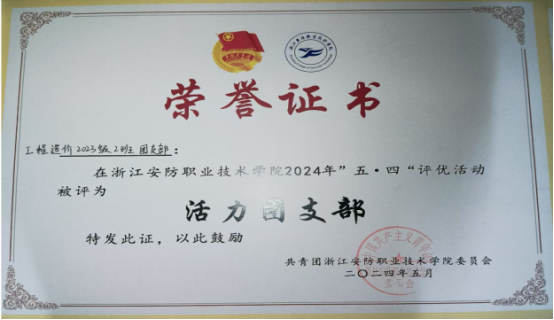 荣誉证书
工程造价2023级2班团支部：
在浙江安防职业技术学院2024年"五·四"评优活动
被评为
活力团支部
特发此证，以此鼓励
共青团浙江安防职业技术学院委员会
二〇二四年五月